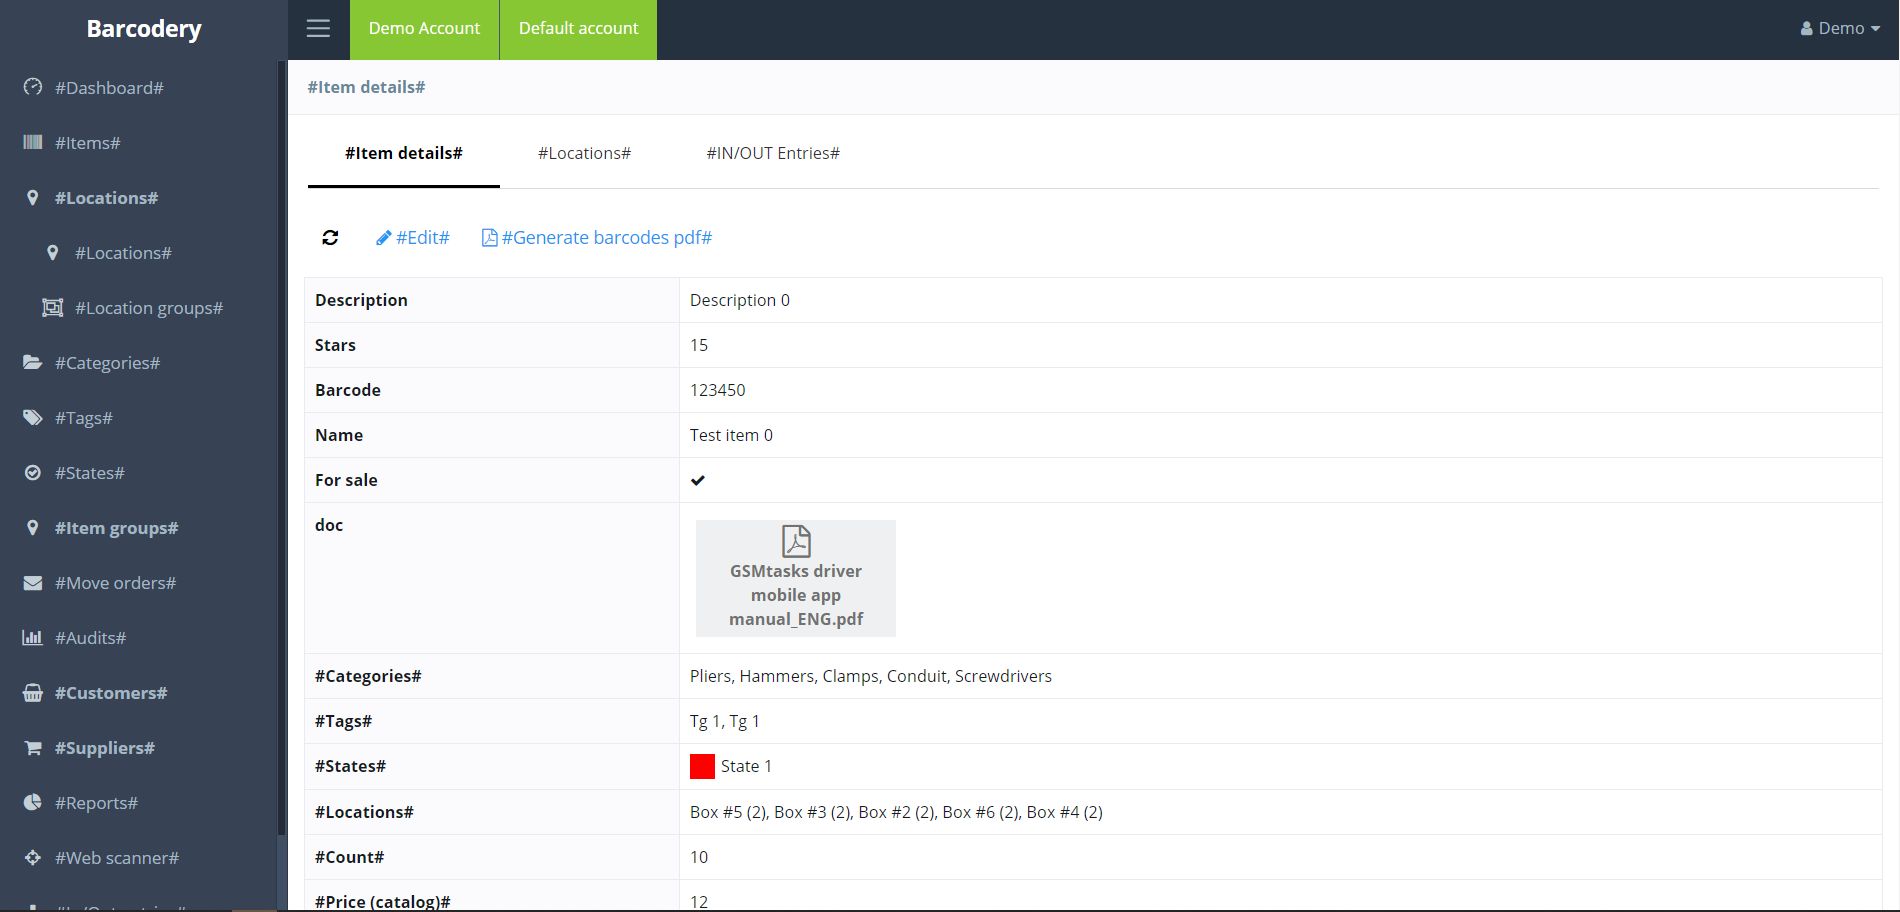 Barcodery
Demo Account
Default account
Demo
#Dashboard#
#Items#
#Locations#
#Locations#
#Location groups#
#Categories#
#Tags#
#States#
#Item groups#
#Move orders#
#Audits#
#Customers#
#Suppliers#
#Reports#
#Web scanner#
#Item details#
#Item details# #Locations# #IN/OUT Entries#
#Edit# #Generate barcodes pdf#
Description Description 0
Stars 15
Barcode 123450
Name Test item 0
For sale
doc
GSMtasks driver
mobile app
manual_ENG.pdf
#Categories# Pliers, Hammers, Clamps, Conduit, Screwdrivers
#Tags# Tg 1, Tg 1
#States# State 1
#Locations# Box #5 (2), Box #3 (2), Box #2 (2), Box #6 (2), Box #4 (2)
#Count# 10
#Price (catalog)# 12